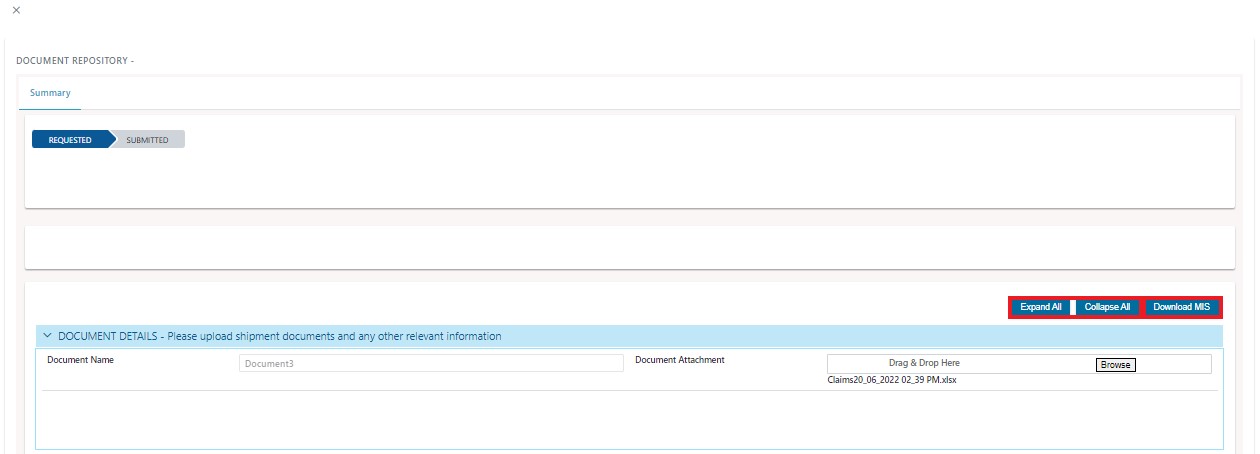 ×
DOCUMENT REPOSITORY -
Summary
REQUESTED SUBMITTED
Expand All Collapse All Download MIS
DOCUMENT DETAILS - Please upload shipment documents and any other relevant information
Document Name Document3 Document Attachment Drag & Drop Here Browse
Claims20_06_2022 02_39 PM.xlsx